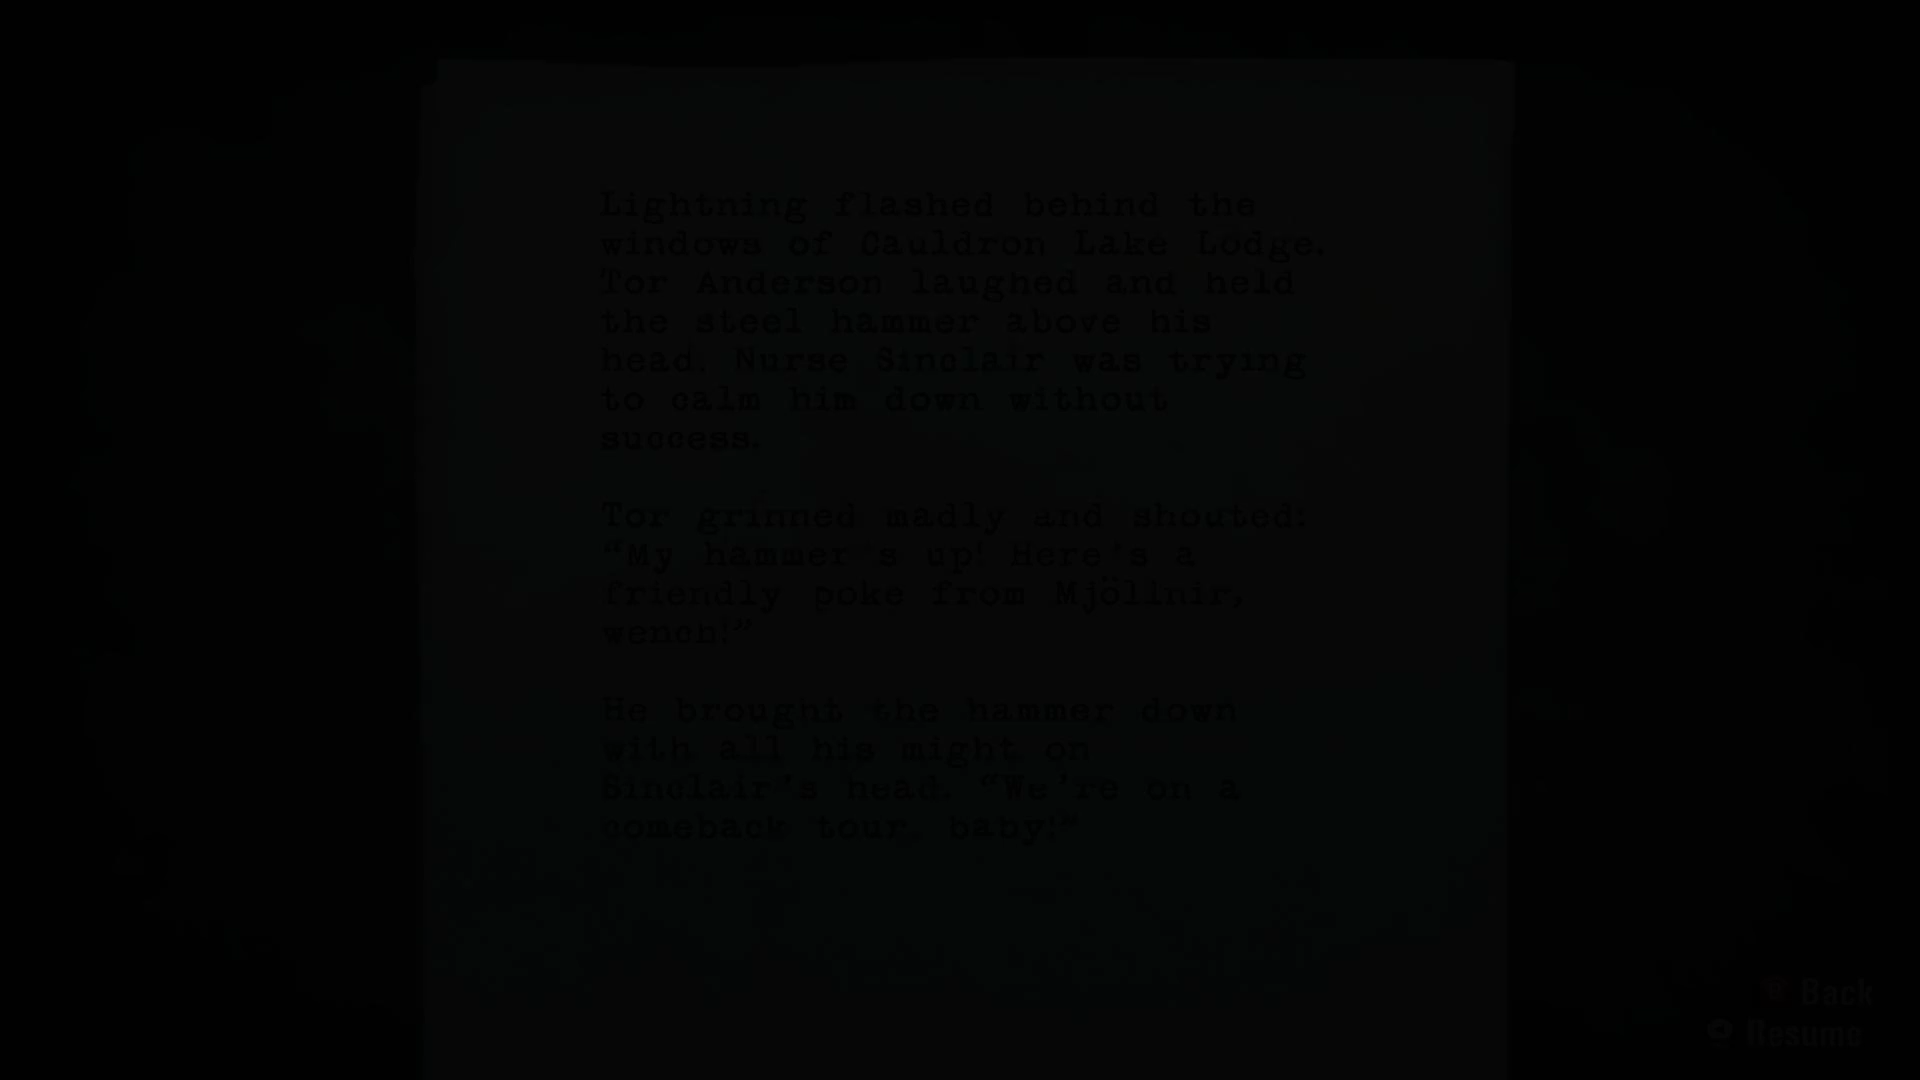 Lightning flashed behind the
windows of Cauldron Lake Lodge.
Tor Anderson laughed and held
the steel hammer above his
head. Nurse Sinclair was trying
to calm him down without
success.
Tor grinned madly and shouted:
“My hammer's up! Here's a
friendly poke from Mjöllnir,
wench!”
He brought the hammer down
with all his might on
Sinclair's head. “We're on a
comeback tour, baby!”
Back
Resume